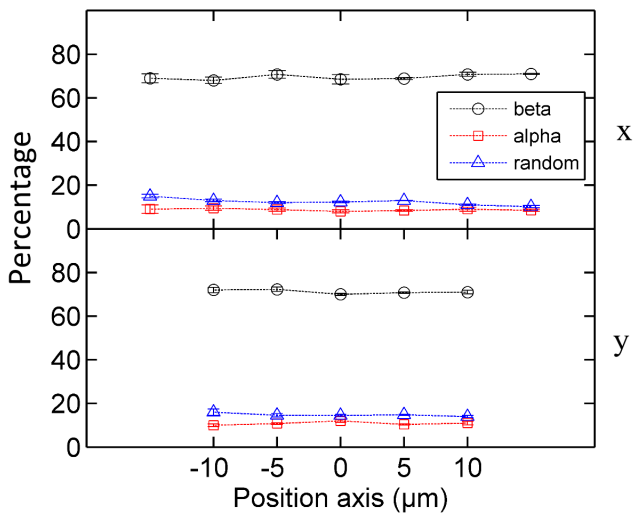 80
60
40
20
0
beta
alpha
random
x
Percentage
80
60
40
20
0
y
-10 -5 0 5 10
Position axis (μm)